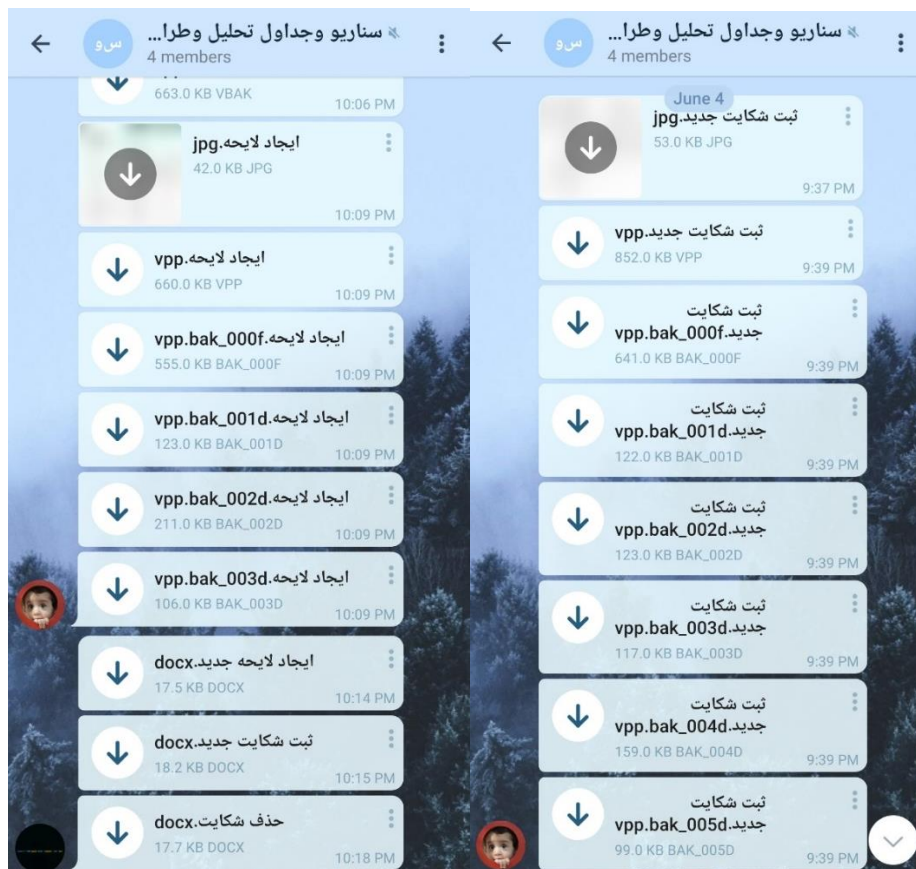 سناریو وجداول تحلیل وطرا...
سو
4 members
663.0 KB VBAK
10:06 PM
ایجاد لایحه.jpg
42.0 KB JPG
10:09 PM
ایجاد لایحه.vpp
660.0 KB VPP
10:09 PM
ایجاد لایحه.vpp.bak_000f
555.0 KB BAK_000F
10:09 PM
ایجاد لایحه.vpp.bak_001d
123.0 KB BAK_001D
10:09 PM
ایجاد لایحه.vpp.bak_002d
211.0 KB BAK_002D
10:09 PM
ایجاد لایحه.vpp.bak_003d
106.0 KB BAK_003D
10:09 PM
ایجاد لایحه جدید.docx
17.5 KB DOCX
10:14 PM
ثبت شکایت جدید.docx
18.2 KB DOCX
10:15 PM
حذف شکایت.docx
17.7 KB DOCX
10:18 PM
سناریو وجداول تحلیل وطرا...
سو
4 members
June 4
ثبت شکایت جدید.jpg
53.0 KB JPG
9:37 PM
ثبت شکایت جدید.vpp
852.0 KB VPP
9:39 PM
ثبت شکایت
جدید.vpp.bak_000f
641.0 KB BAK_000F
9:39 PM
ثبت شکایت
جدید.vpp.bak_001d
122.0 KB BAK_001D
9:39 PM
ثبت شکایت
جدید.vpp.bak_002d
123.0 KB BAK_002D
9:39 PM
ثبت شکایت
جدید.vpp.bak_003d
117.0 KB BAK_003D
9:39 PM
ثبت شکایت
جدید.vpp.bak_004d
159.0 KB BAK_004D
9:39 PM
ثبت شکایت
جدید.vpp.bak_005d
99.0 KB BAK_005D
9:39 PM